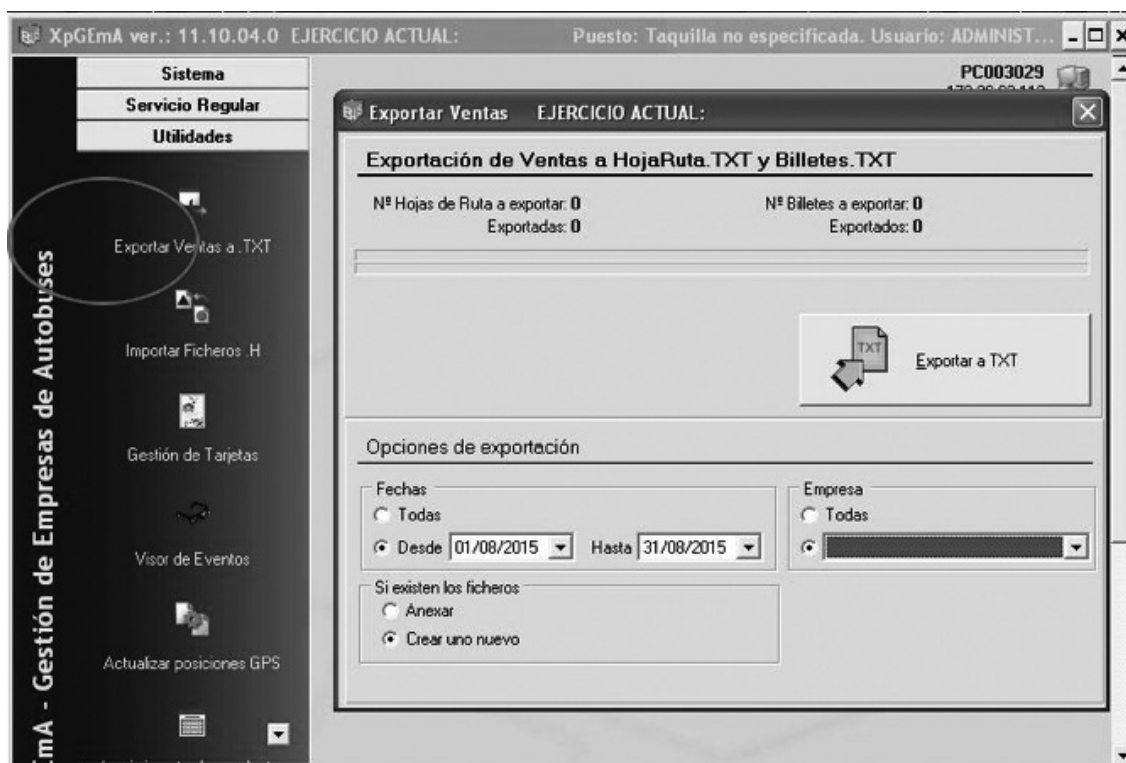 XpGEmA ver.: 11.10.04.0 EJERCICIO ACTUAL: Puesto: Taquilla no especificada. Usuario: ADMINIST...
Sistema
Servicio Regular
Utilidades
Exportar Ventas a .TXT
Importar Ficheros .H
Gestión de Tarjetas
Visor de Eventos
Actualizar posiciones GPS
EmA - Gestión de Empresas de Autobuses
PC003029
Exportar Ventas EJERCICIO ACTUAL:
Exportación de Ventas a HojaRuta.TXT y Billetes.TXT
Nº Hojas de Ruta a exportar: 0 Nº Billetes a exportar: 0
Exportadas: 0 Exportados: 0
TXT
Exportar a TXT
Opciones de exportación
Fechas
Todas
Desde 01/08/2015 Hasta 31/08/2015
Empresa
Todas
Si existen los ficheros
Anexar
Crear uno nuevo